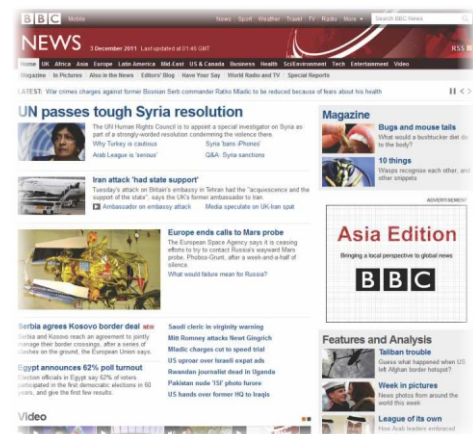 BBC Mobile News Sport Weather Travel TV Radio More Search BBC News
NEWS 3 December 2011 Last updated at 01:45 GMT RSS
Home UK Africa Asia Europe Latin America Mid-East US & Canada Business Health Sci/Environment Tech Entertainment Video
Magazine In Pictures Also in the News Editors' Blog Have Your Say World Radio and TV Special Reports
LATEST: War crimes charges against former Bosnian Serb commander Ratko Mladic to be reduced because of fears about his health
UN passes tough Syria resolution
The UN Human Rights Council is to appoint a special investigator on Syria as
part of a strongly-worded resolution condemning the violence there.
Why Turkey is cautious Syria 'bans iPhones'
Arab League is 'serious' Q&A: Syria sanctions
Iran attack 'had state support'
Tuesday's attack on Britain's embassy in Tehran had the "acquiescence and the
support of the state", says the UK's former ambassador to Iran.
Ambassador on embassy attack Media speculate on UK-Iran spat
Europe ends calls to Mars probe
The European Space Agency says it is ceasing
efforts to try to contact Russia's wayward Mars
probe, Phobos-Grunt, after a week-and-a-half of
silence.
What would failure mean for Russia?
Serbia agrees Kosovo border deal NEW
Serbia and Kosovo reach an agreement to jointly
manage their border crossings, after a series of
clashes on the ground, the European Union says.
Egypt announces 62% poll turnout
Election officials in Egypt say 62% of voters
participated in the first democratic elections in 60
years, and give the first few results.
Saudi cleric in virginity warning
Mitt Romney attacks Newt Gingrich
Mladic charges cut to speed trial
US uproar over Israeli expat ads
Rwandan journalist dead in Uganda
Pakistan nude 'ISI' photo furore
US hands over former HQ to Iraqis
Video
Magazine
Bugs and mouse tails
What would a bushtucker diet do
to the body?
10 things
Wasps recognise each other, and
other snippets
ADVERTISEMENT
Asia Edition
Bringing a local perspective to global news
BBC
Features and Analysis
Taliban trouble
Guess what happened when US
left Afghan border hotspot?
Week in pictures
News photos from around the
world this week
League of its own
How Arab leaders embraced